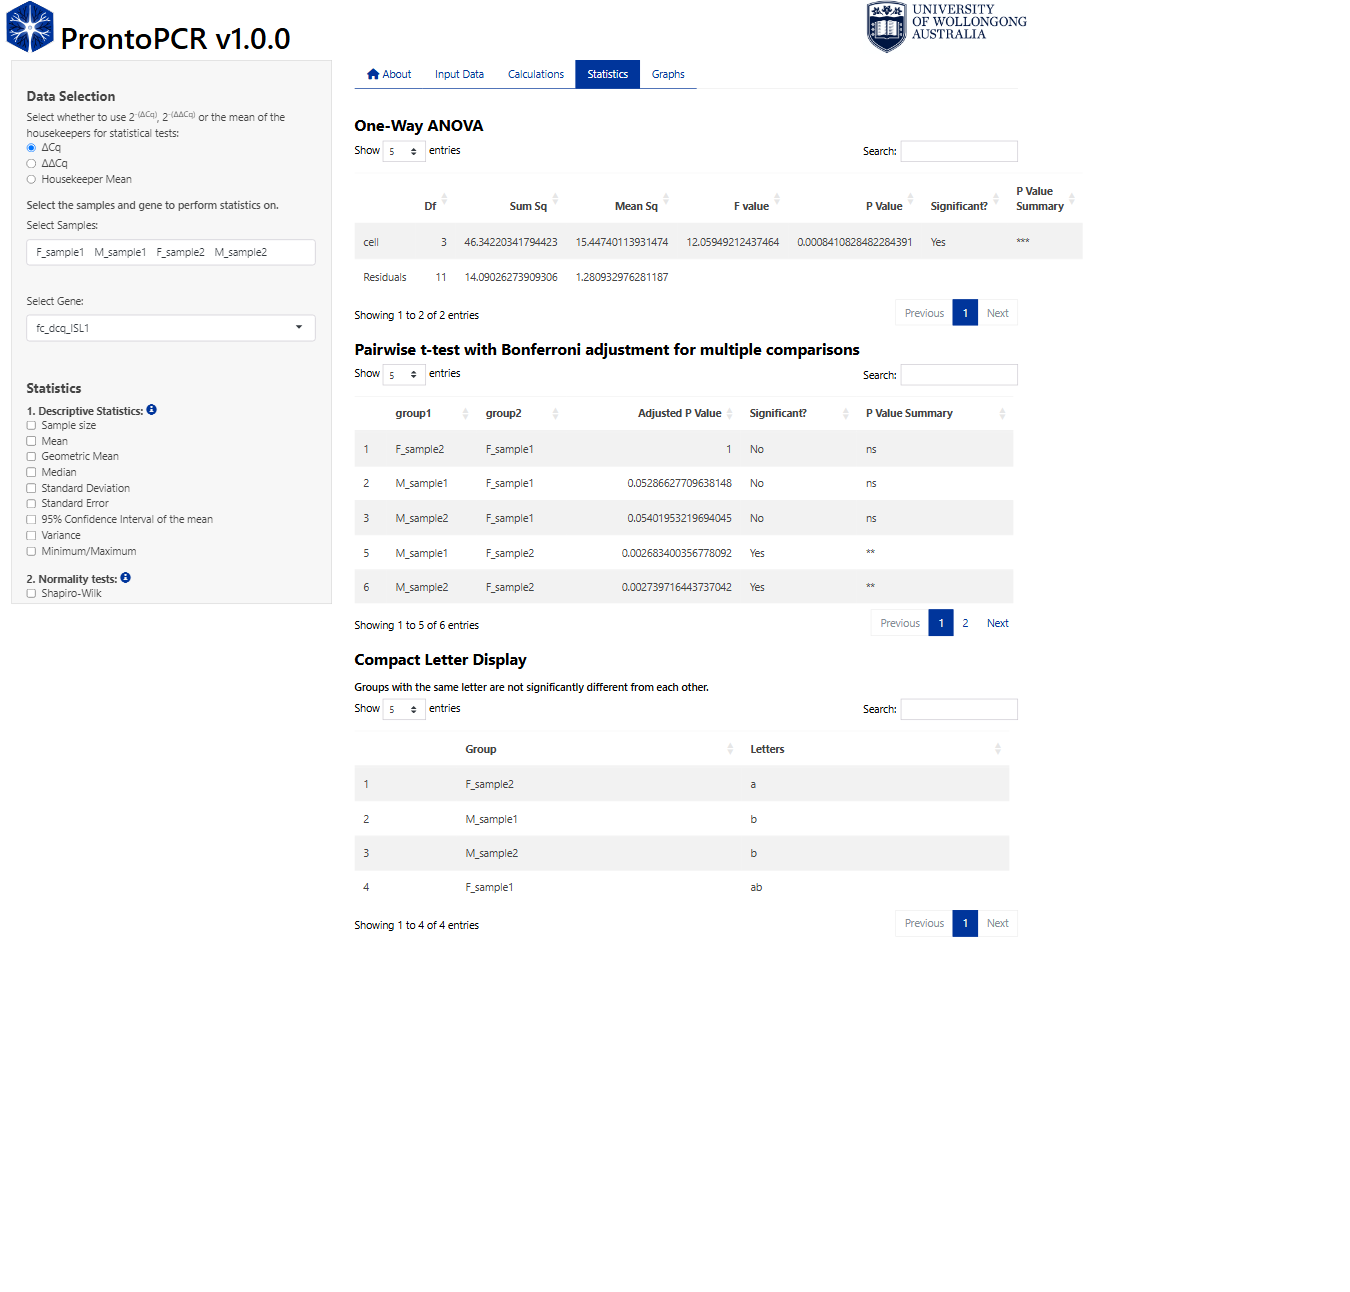 ProntoPCR v1.0.0
UNIVERSITY
OF WOLLONGONG
AUSTRALIA
Data Selection
Select whether to use 2-(ΔCq), 2-(ΔΔCq) or the mean of the
housekeepers for statistical tests:
ΔCq
ΔΔCq
Housekeeper Mean
Select the samples and gene to perform statistics on.
Select Samples:
F_sample1 M_sample1 F_sample2 M_sample2
Select Gene:
fc_dcq_ISL1
Statistics
1. Descriptive Statistics:
Sample size
Mean
Geometric Mean
Median
Standard Deviation
Standard Error
95% Confidence Interval of the mean
Variance
Minimum/Maximum
2. Normality tests:
Shapiro-Wilk
About Input Data Calculations Statistics Graphs
One-Way ANOVA
Show 5 entries Search:
Df Sum Sq Mean Sq F value P Value Significant? P Value
Summary
cell 3 46.34220341794423 15.44740113931474 12.05949212437464 0.0008410828482284391 Yes ***
Residuals 11 14.09026273909306 1.280932976281187
Showing 1 to 2 of 2 entries Previous 1 Next
Pairwise t-test with Bonferroni adjustment for multiple comparisons
Show 5 entries Search:
group1 group2 Adjusted P Value Significant? P Value Summary
1 F_sample2 F_sample1 1 No ns
2 M_sample1 F_sample1 0.05286627709638148 No ns
3 M_sample2 F_sample1 0.05401953219694045 No ns
5 M_sample1 F_sample2 0.002683400356778092 Yes **
6 M_sample2 F_sample2 0.002739716443737042 Yes **
Showing 1 to 5 of 6 entries Previous 1 2 Next
Compact Letter Display
Groups with the same letter are not significantly different from each other.
Show 5 entries Search:
Group Letters
1 F_sample2 a
2 M_sample1 b
3 M_sample2 b
4 F_sample1 ab
Showing 1 to 4 of 4 entries Previous 1 Next